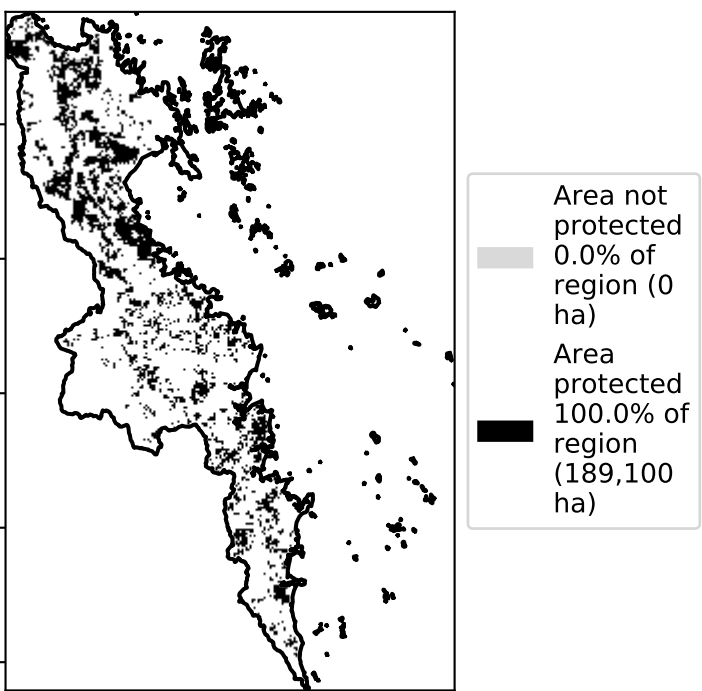 Area not
protected
0.0% of
region (0
ha)
Area
protected
100.0% of
region
(189,100
ha)